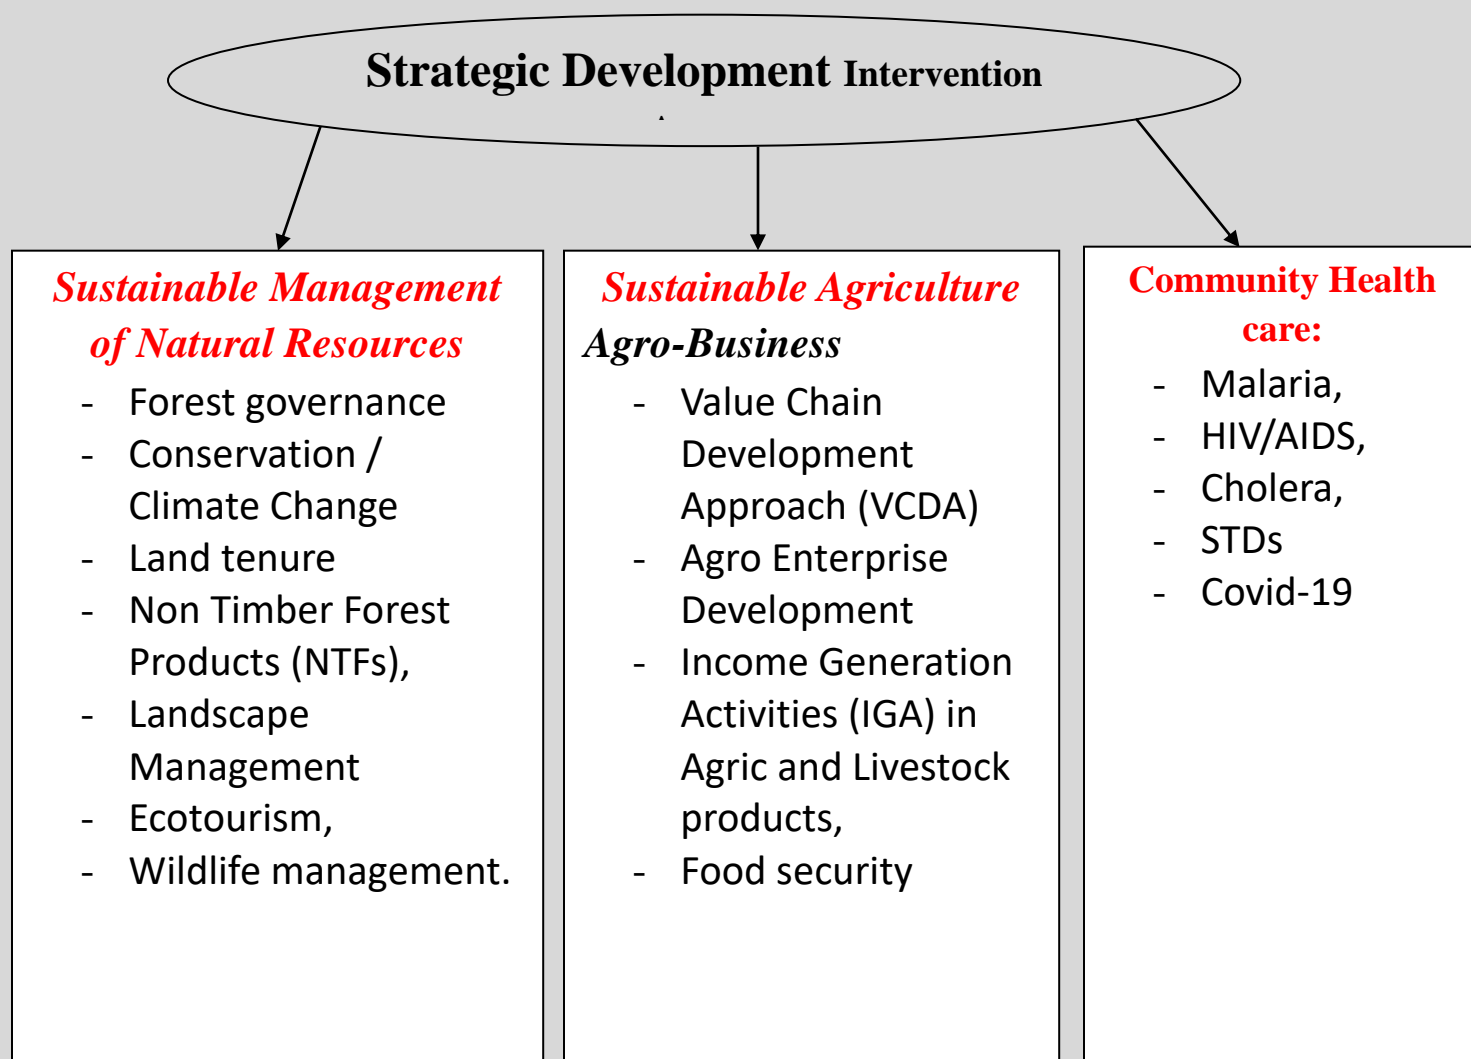 Strategic Development Intervention
Sustainable Management
of Natural Resources
- Forest governance
- Conservation /
Climate Change
- Land tenure
- Non Timber Forest
Products (NTFs),
- Landscape
Management
- Ecotourism,
- Wildlife management.
Sustainable Agriculture
Agro-Business
- Value Chain
Development
Approach (VCDA)
- Agro Enterprise
Development
- Income Generation
Activities (IGA) in
Agric and Livestock
products,
- Food security
Community Health
care:
- Malaria,
- HIV/AIDS,
- Cholera,
- STDs
- Covid-19